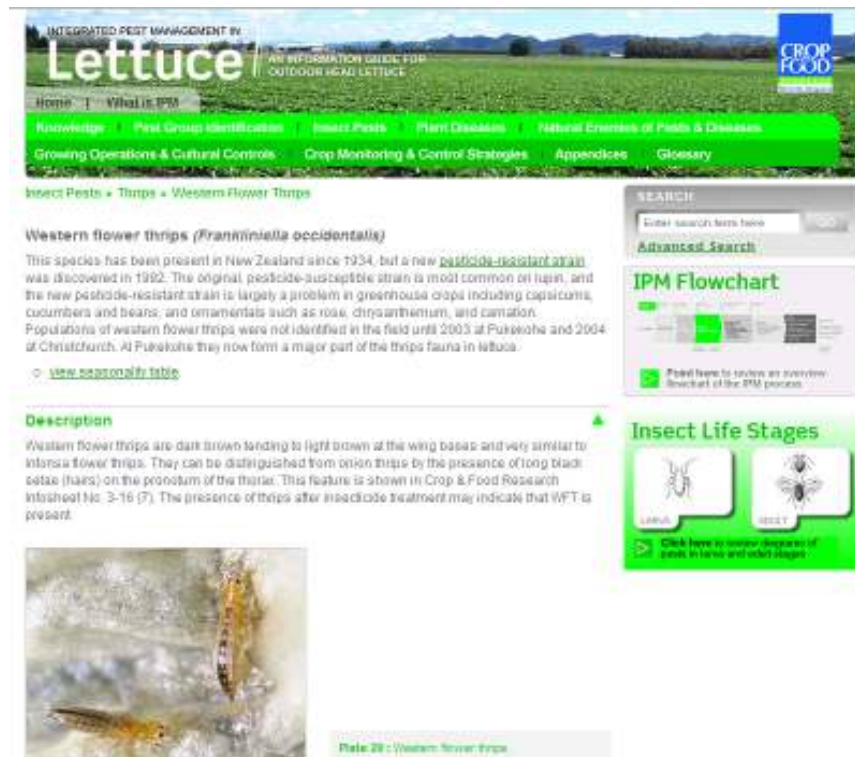 INTEGRATED PEST MANAGEMENT IN
Lettuce
AN INFORMATION GUIDE FOR
OUTDOOR HEAD LETTUCE
CROP
FOOD
Home | What is IPM
Knowledge | Pest Group Identification | Insect Pests | Plant Diseases | Natural Enemies of Pests & Diseases
Growing Operations & Cultural Controls | Crop Monitoring & Control Strategies | Appendices | Glossary
Insect Pests » Thrips » Western Flower Thrips
Western flower thrips (Frankliniella occidentalis)
This species has been present in New Zealand since 1934, but a new pesticide-resistant strain
was discovered in 1992. The original, pesticide-susceptible strain is most common on lupin, and
the new pesticide-resistant strain is largely a problem in greenhouse crops including capsicums,
cucumbers and beans, and ornamentals such as rose, chrysanthemum, and carnation.
Populations of western flower thrips were not identified in the field until 2003 at Pukekohe and 2004
at Christchurch. At Pukekohe they now form a major part of the thrips fauna in lettuce.
view seasonality table
Description
Western flower thrips are dark brown tending to light brown at the wing bases and very similar to
Intonsa flower thrips. They can be distinguished from onion thrips by the presence of long black
setae (hairs) on the pronotum of the thorax. This feature is shown in Crop & Food Research
Infosheet No. 3-16 (7). The presence of thrips after insecticide treatment may indicate that WFT is
present.
Plate 29 : Western flower thrips
SEARCH
Enter search term here
GO
Advanced Search
IPM Flowchart
Point here to review an overview
flowchart of the IPM process
Insect Life Stages
LARVA
ADULT
Click here to review diagrams of
pests in larva and adult stages